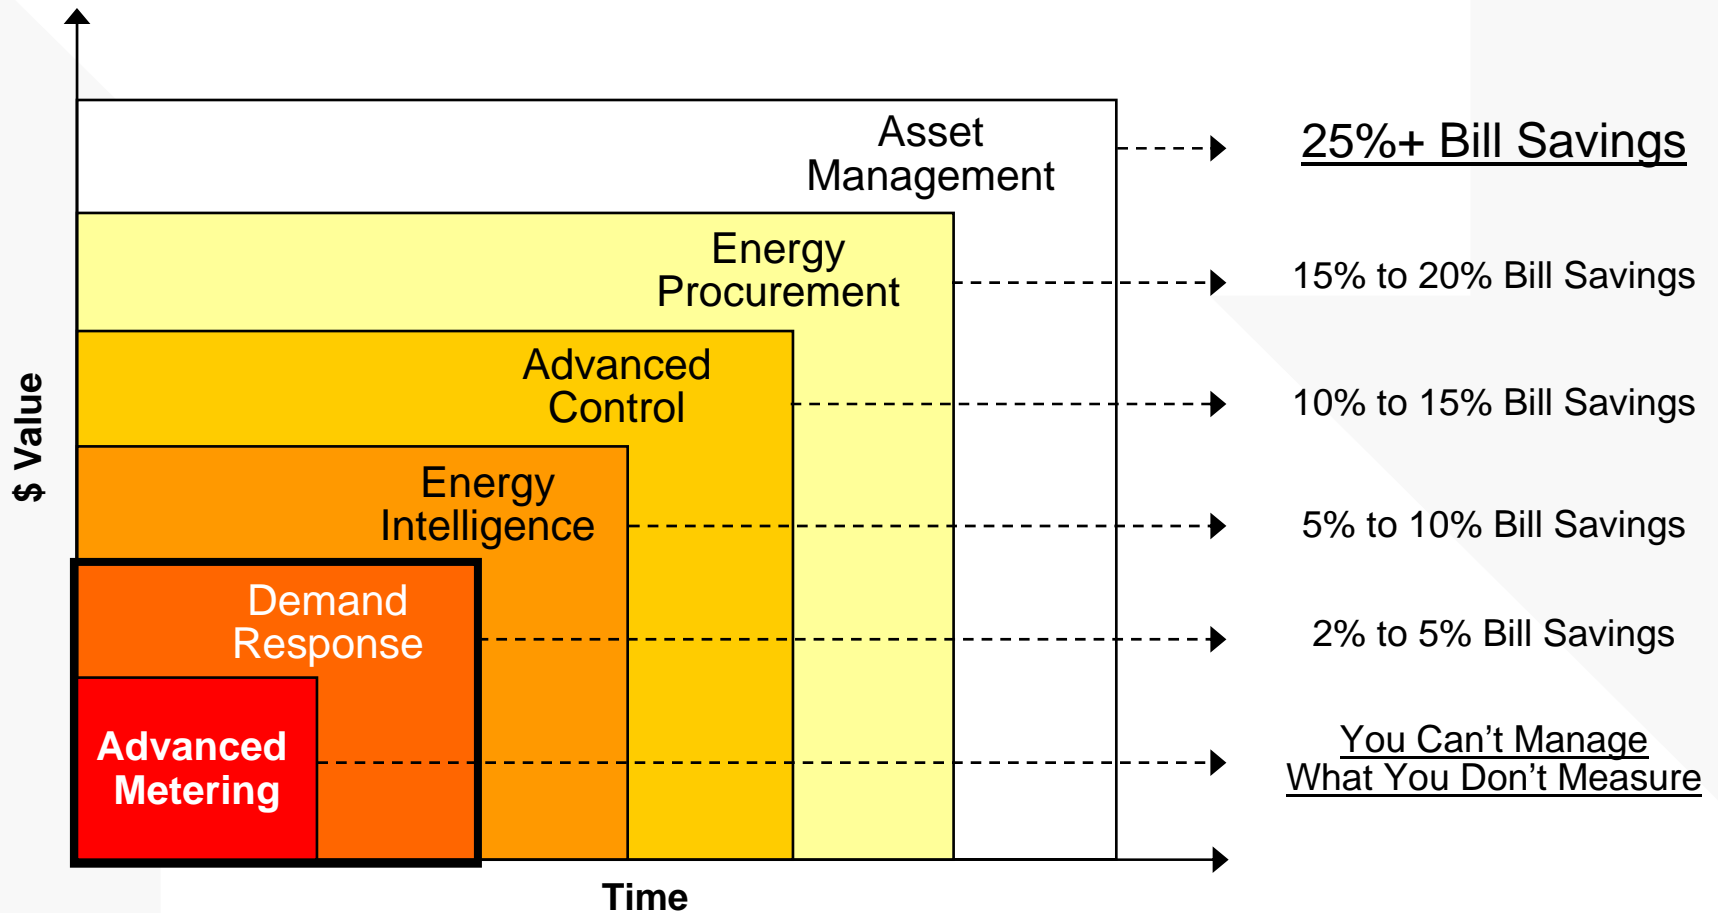 Asset
Management
25%+ Bill Savings
Energy
Procurement
15% to 20% Bill Savings
Advanced
Control
10% to 15% Bill Savings
$ Value
Energy
Intelligence
5% to 10% Bill Savings
Demand
Response
2% to 5% Bill Savings
Advanced
Metering
You Can’t Manage
What You Don’t Measure
Time